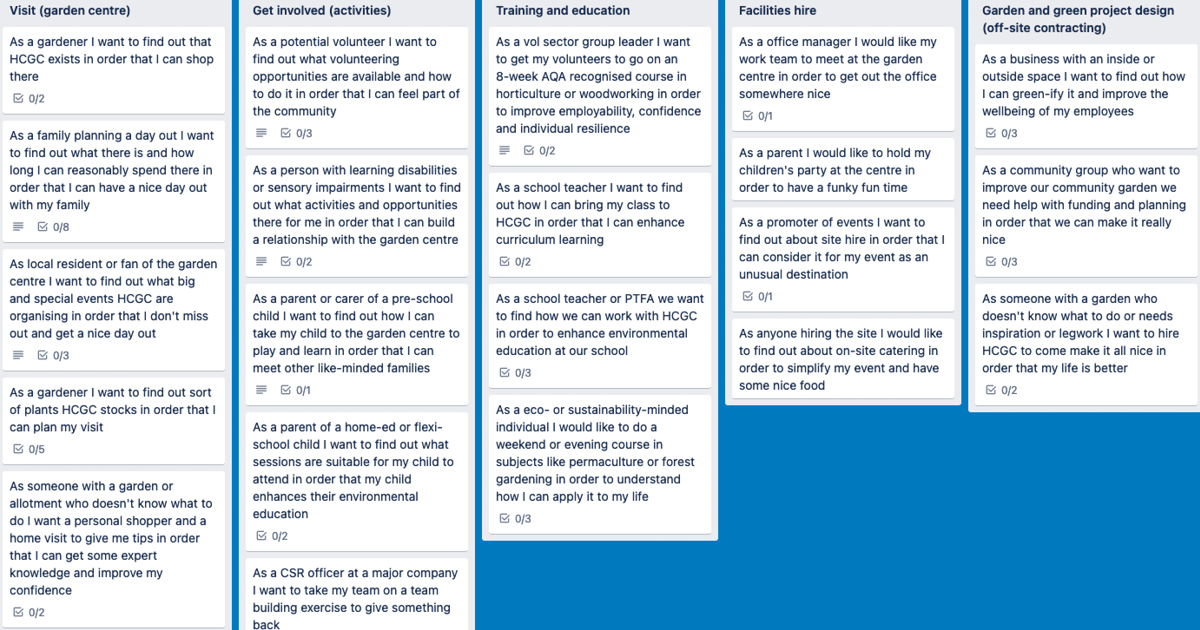 Visit (garden centre)
As a gardener I want to find out that
HCGC exists in order that I can shop
there
0/2
As a family planning a day out I want
to find out what there is and how
long I can reasonably spend there in
order that I can have a nice day out
with my family
0/8
As local resident or fan of the garden
centre I want to find out what big
and special events HCGC are
organising in order that I don't miss
out and get a nice day out
0/3
As a gardener I want to find out sort
of plants HCGC stocks in order that I
can plan my visit
0/5
As someone with a garden or
allotment who doesn't know what to
do I want a personal shopper and a
home visit to give me tips in order
that I can get some expert
knowledge and improve my
confidence
0/2
Get involved (activities)
As a potential volunteer I want to
find out what volunteering
opportunities are available and how
to do it in order that I can feel part of
the community
0/3
As a person with learning disabilities
or sensory impairments I want to find
out what activities and opportunities
there for me in order that I can build
a relationship with the garden centre
0/2
As a parent or carer of a pre-school
child I want to find out how I can
take my child to the garden centre to
play and learn in order that I can
meet other like-minded families
0/1
As a parent of a home-ed or flexi-
school child I want to find out what
sessions are suitable for my child to
attend in order that my child
enhances their environmental
education
0/2
As a CSR officer at a major company
I want to take my team on a team
building exercise to give something
back
Training and education
As a vol sector group leader I want
to get my volunteers to go on an
8-week AQA recognised course in
horticulture or woodworking in order
to improve employability, confidence
and individual resilience
0/2
As a school teacher I want to find
out how I can bring my class to
HCGC in order that I can enhance
curriculum learning
0/2
As a school teacher or PTFA we want
to find how we can work with HCGC
in order to enhance environmental
education at our school
0/3
As a eco- or sustainability-minded
individual I would like to do a
weekend or evening course in
subjects like permaculture or forest
gardening in order to understand
how I can apply it to my life
0/3
Facilities hire
As a office manager I would like my
work team to meet at the garden
centre in order to get out the office
somewhere nice
0/1
As a parent I would like to hold my
children's party at the centre in
order to have a funky fun time
As a promoter of events I want to
find out about site hire in order that I
can consider it for my event as an
unusual destination
0/1
As anyone hiring the site I would like
to find out about on-site catering in
order to simplify my event and have
some nice food
Garden and green project design
(off-site contracting)
As a business with an inside or
outside space I want to find out how
I can green-ify it and improve the
wellbeing of my employees
0/3
As a community group who want to
improve our community garden we
need help with funding and planning
in order that we can make it really
nice
0/3
As someone with a garden who
doesn't know what to do or needs
inspiration or legwork I want to hire
HCGC to come make it all nice in
order that my life is better
0/2